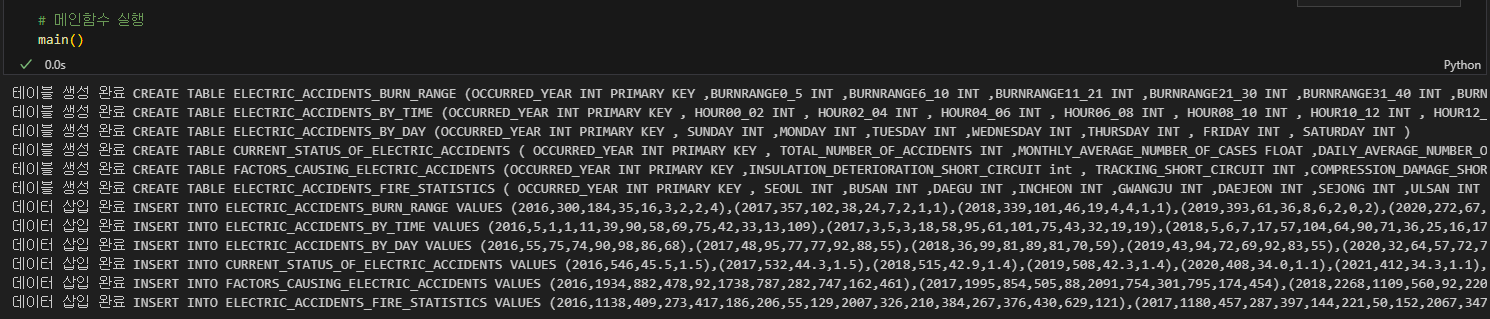 # 메인함수 실행
main()
0.0s
Python
테이블 생성 완료 CREATE TABLE ELECTRIC_ACCIDENTS_BURN_RANGE (OCCURRED_YEAR INT PRIMARY KEY ,BURNRANGE0_5 INT ,BURNRANGE6_10 INT ,BURNRANGE11_21 INT ,BURNRANGE21_30 INT ,BURNRANGE31_40 INT ,BURN
테이블 생성 완료 CREATE TABLE ELECTRIC_ACCIDENTS_BY_TIME (OCCURRED_YEAR INT PRIMARY KEY , HOUR00_02 INT , HOUR02_04 INT , HOUR04_06 INT , HOUR06_08 INT , HOUR08_10 INT , HOUR10_12 INT , HOUR12_
테이블 생성 완료 CREATE TABLE ELECTRIC_ACCIDENTS_BY_DAY (OCCURRED_YEAR INT PRIMARY KEY , SUNDAY INT ,MONDAY INT ,TUESDAY INT ,WEDNESDAY INT ,THURSDAY INT , FRIDAY INT , SATURDAY INT )
테이블 생성 완료 CREATE TABLE CURRENT_STATUS_OF_ELECTRIC_ACCIDENTS ( OCCURRED_YEAR INT PRIMARY KEY , TOTAL_NUMBER_OF_ACCIDENTS INT ,MONTHLY_AVERAGE_NUMBER_OF_CASES FLOAT ,DAILY_AVERAGE_NUMBER_O
테이블 생성 완료 CREATE TABLE FACTORS_CAUSING_ELECTRIC_ACCIDENTS (OCCURRED_YEAR INT PRIMARY KEY ,INSULATION_DETERIORATION_SHORT_CIRCUIT int , TRACKING_SHORT_CIRCUIT INT ,COMPRESSION_DAMAGE_SHOR
테이블 생성 완료 CREATE TABLE ELECTRIC_ACCIDENTS_FIRE_STATISTICS ( OCCURRED_YEAR INT PRIMARY KEY , SEOUL INT ,BUSAN INT ,DAEGU INT ,INCHEON INT ,GWANGJU INT ,DAEJEON INT ,SEJONG INT ,ULSAN INT
데이터 삽입 완료 INSERT INTO ELECTRIC_ACCIDENTS_BURN_RANGE VALUES (2016,300,184,35,16,3,2,2,4),(2017,357,102,38,24,7,2,1,1),(2018,339,101,46,19,4,4,1,1),(2019,393,61,36,8,6,2,0,2),(2020,272,67,
데이터 삽입 완료 INSERT INTO ELECTRIC_ACCIDENTS_BY_TIME VALUES (2016,5,1,1,11,39,90,58,69,75,42,33,13,109),(2017,3,5,3,18,58,95,61,101,75,43,32,19,19),(2018,5,6,7,17,57,104,64,90,71,36,25,16,17
데이터 삽입 완료 INSERT INTO ELECTRIC_ACCIDENTS_BY_DAY VALUES (2016,55,75,74,90,98,86,68),(2017,48,95,77,77,92,88,55),(2018,36,99,81,89,81,70,59),(2019,43,94,72,69,92,83,55),(2020,32,64,57,72,7
데이터 삽입 완료 INSERT INTO CURRENT_STATUS_OF_ELECTRIC_ACCIDENTS VALUES (2016,546,45.5,1.5),(2017,532,44.3,1.5),(2018,515,42.9,1.4),(2019,508,42.3,1.4),(2020,408,34.0,1.1),(2021,412,34.3,1.1),
데이터 삽입 완료 INSERT INTO FACTORS_CAUSING_ELECTRIC_ACCIDENTS VALUES (2016,1934,882,478,92,1738,787,282,747,162,461),(2017,1995,854,505,88,2091,754,301,795,174,454),(2018,2268,1109,560,92,220
데이터 삽입 완료 INSERT INTO ELECTRIC_ACCIDENTS_FIRE_STATISTICS VALUES (2016,1138,409,273,417,186,206,55,129,2007,326,210,384,267,376,430,629,121),(2017,1180,457,287,397,144,221,50,152,2067,347